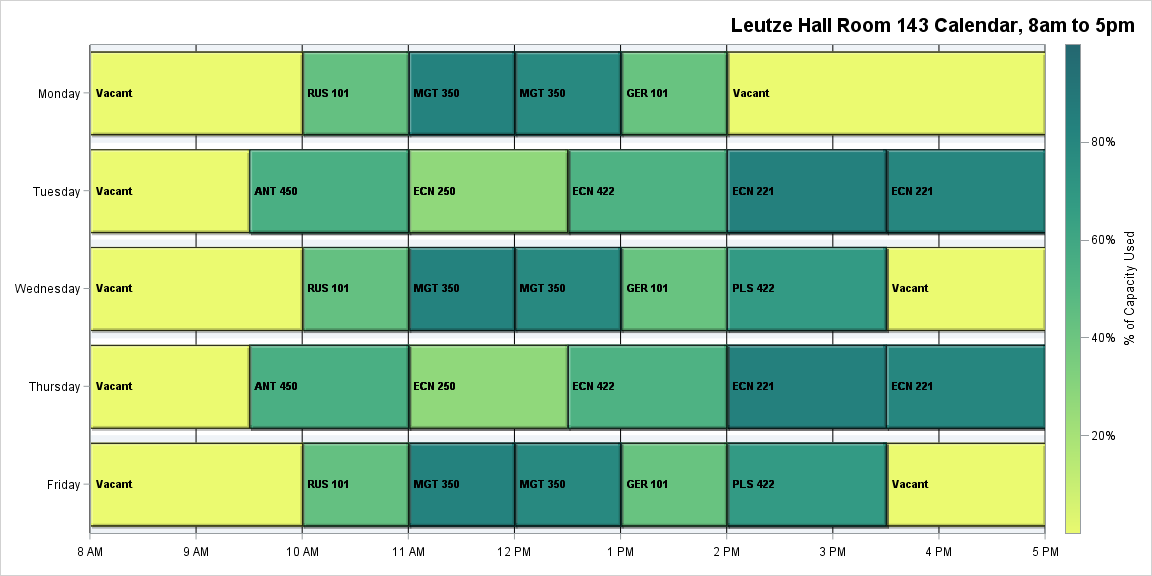 Leutze Hall Room 143 Calendar, 8am to 5pm
Monday Vacant RUS 101 MGT 350 MGT 350 GER 101 Vacant
80%
Tuesday Vacant ANT 450 ECN 250 ECN 422 ECN 221 ECN 221
60%
% of Capacity Used
Wednesday Vacant RUS 101 MGT 350 MGT 350 GER 101 PLS 422 Vacant
40%
Thursday Vacant ANT 450 ECN 250 ECN 422 ECN 221 ECN 221
20%
Friday Vacant RUS 101 MGT 350 MGT 350 GER 101 PLS 422 Vacant
8 AM 9 AM 10 AM 11 AM 12 PM 1 PM 2 PM 3 PM 4 PM 5 PM